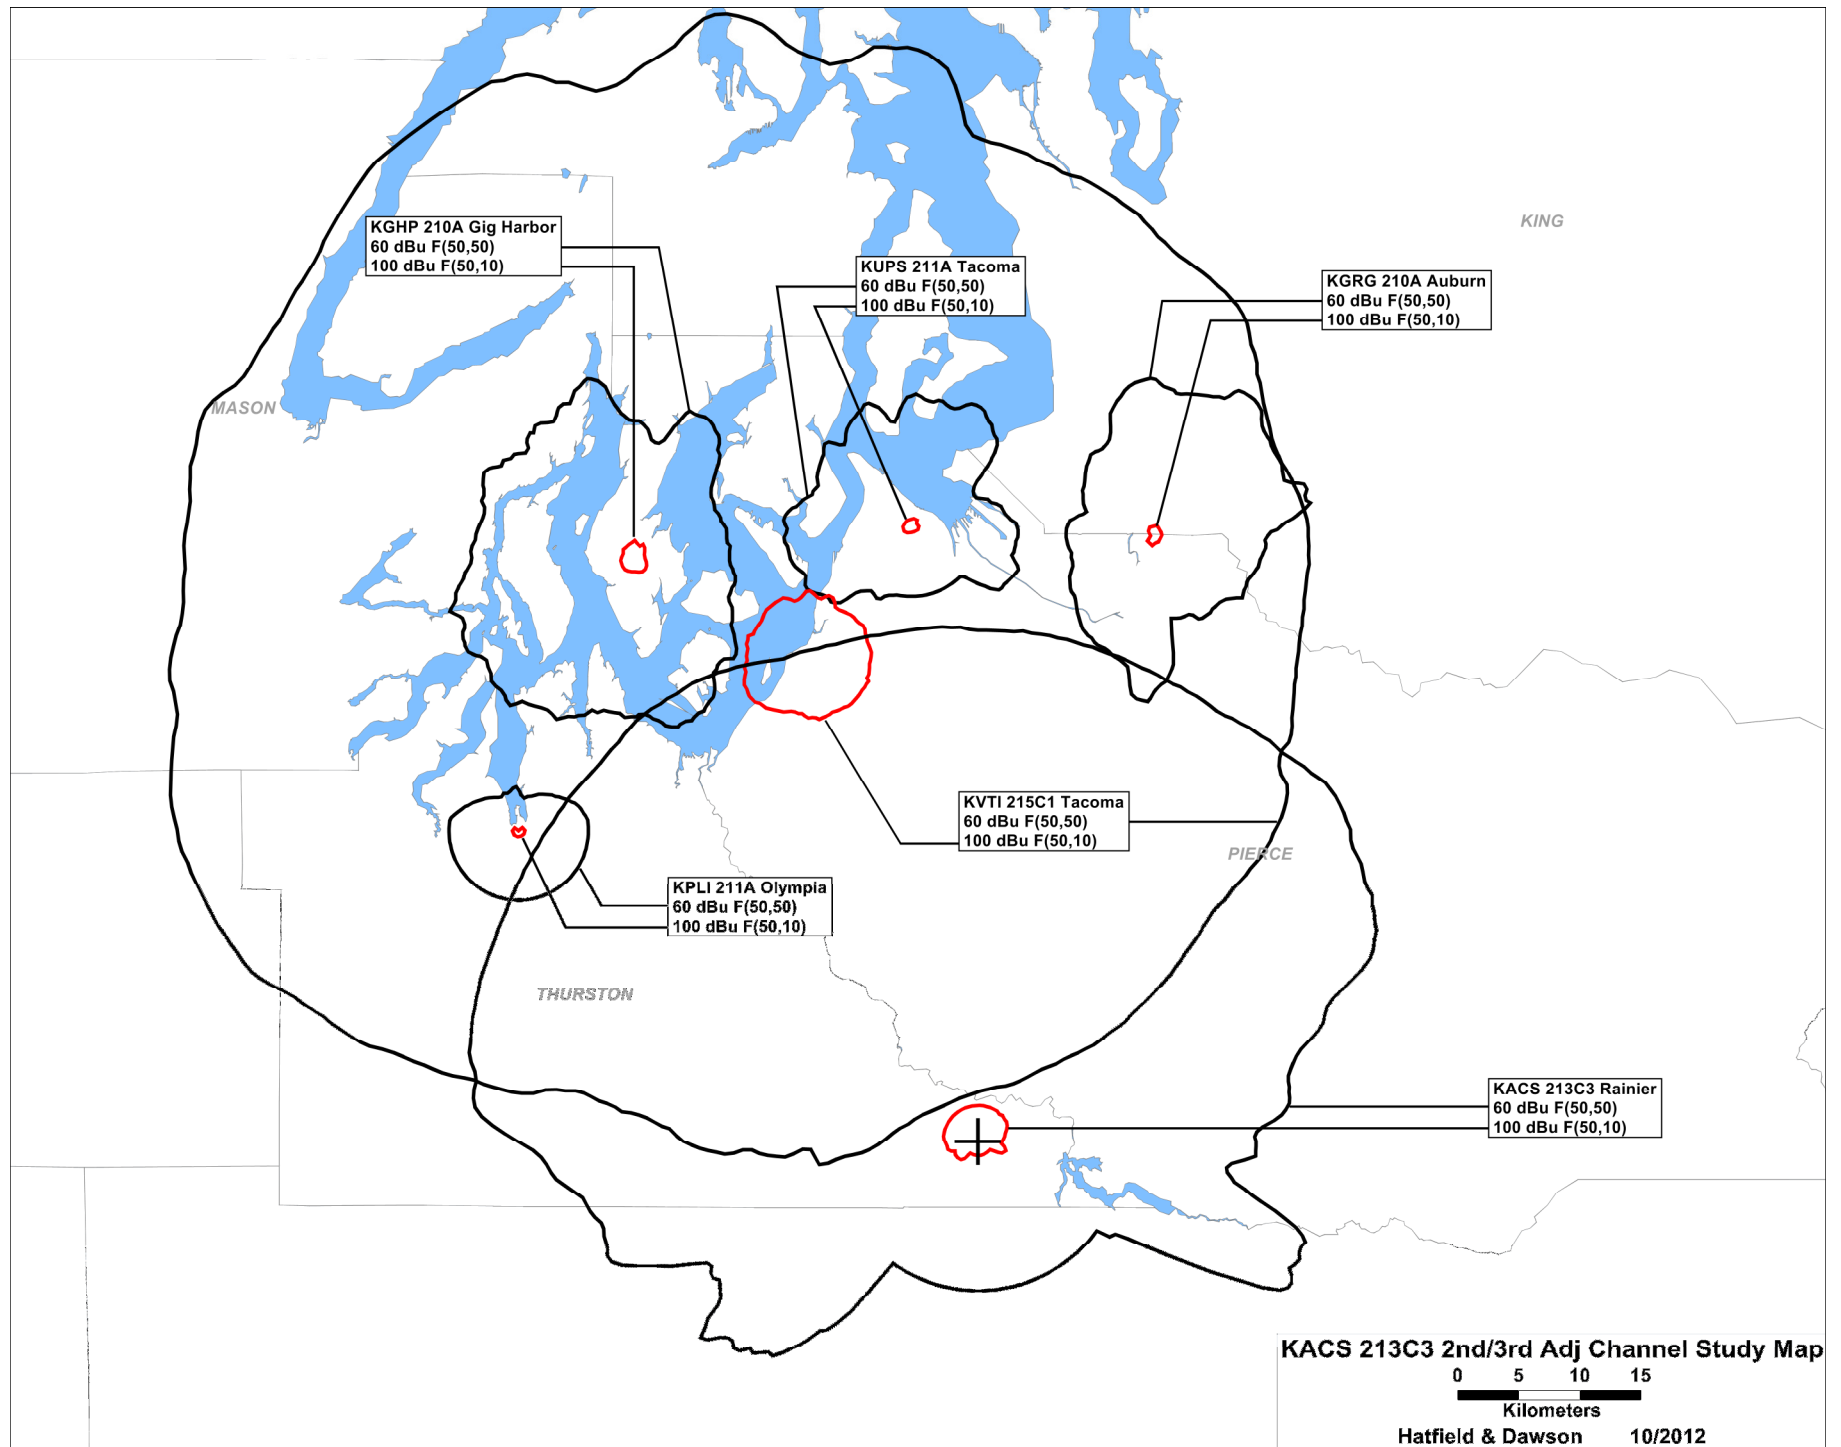 KING
KGHP 210A Gig Harbor
60 dBu F(50,50)
100 dBu F(50,10)
KUPS 211A Tacoma
60 dBu F(50,50)
100 dBu F(50,10)
KGRG 210A Auburn
60 dBu F(50,50)
100 dBu F(50,10)
MASON
KVTI 215C1 Tacoma
60 dBu F(50,50)
100 dBu F(50,10)
PIERCE
KPLI 211A Olympia
60 dBu F(50,50)
100 dBu F(50,10)
THURSTON
KACS 213C3 Rainier
60 dBu F(50,50)
100 dBu F(50,10)
KACS 213C3 2nd/3rd Adj Channel Study Map
0 5 10 15
Kilometers
Hatfield & Dawson 10/2012